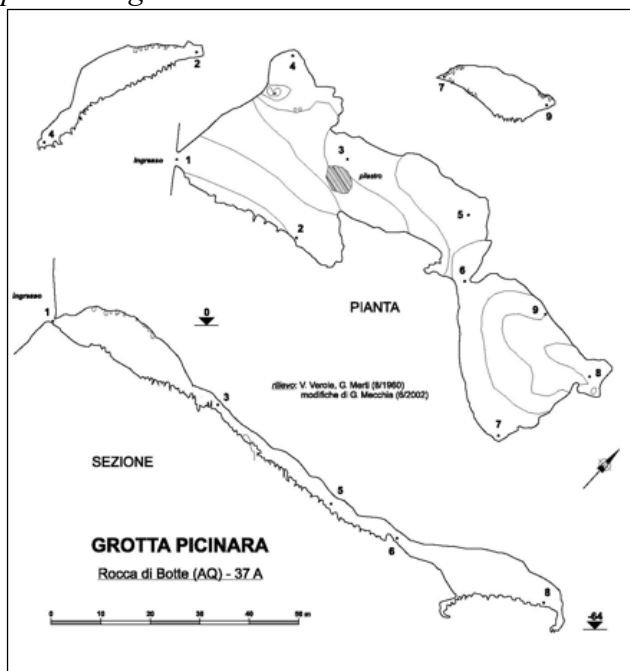 2
4
4
7
9
ingresso
1
3
pilastro
2
5
6
PIANTA
9
8
7
ingresso
1
0
rilievo: V. Verole, G. Merti (8/1960)
modifiche di G. Mecchia (6/2002)
3
SEZIONE
5
6
GROTTA PICINARA
Rocca di Botte (AQ) - 37 A
8
-64
0 10 20 30 40 50 m